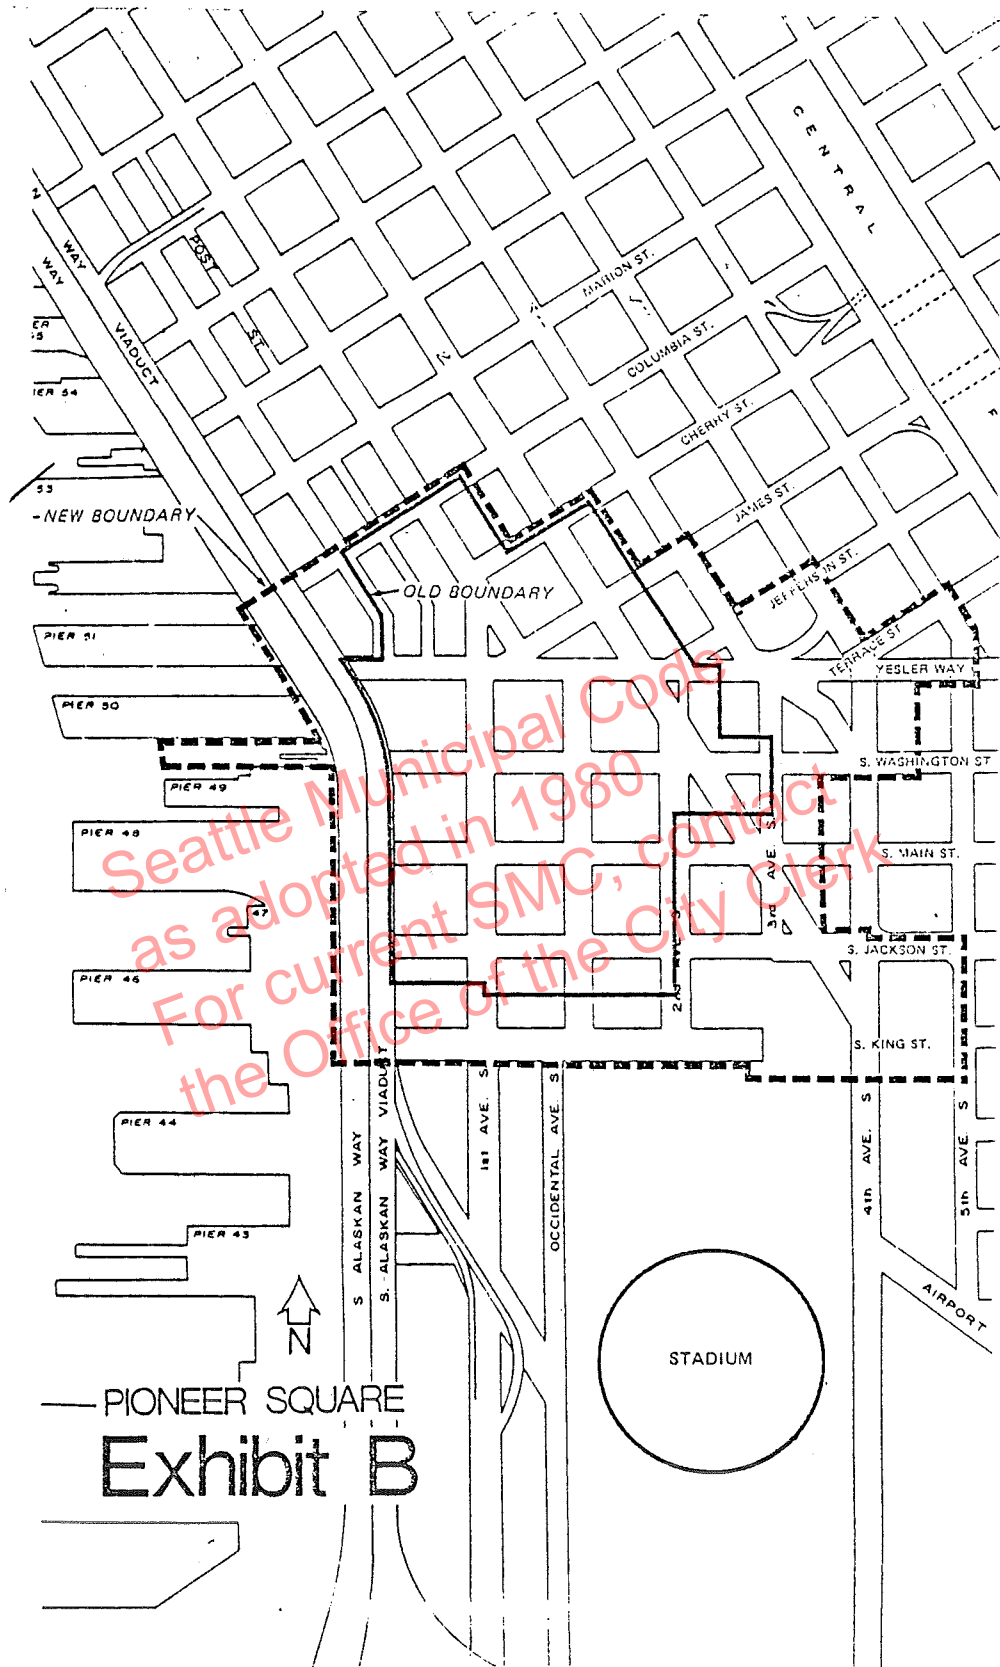 CENTRAL
MARION ST.
COLUMBIA ST.
CHERRY ST.
JAMES ST.
JEFFERSON ST.
TERRACE ST
YESLER WAY
S. WASHINGTON ST
S. MAIN ST.
S. JACKSON ST.
S. KING ST.
WAY
WAY
VIADUCT
POST
ST.
PIER 54
53
-NEW BOUNDARY
OLD BOUNDARY
PIER 51
PIER 50
PIER 49
PIER 48
47
PIER 46
PIER 44
PIER 43
Seattle Municipal Code
as adopted in 1980
For current SMC, contact
the Office of the City Clerk
3rd AVE. S
2nd
S
S ALASKAN WAY
S. ALASKAN WAY VIADUCT
1st AVE. S
OCCIDENTAL AVE. S
4th AVE. S
5th AVE. S
AIRPORT
STADIUM
N
PIONEER SQUARE
Exhibit B